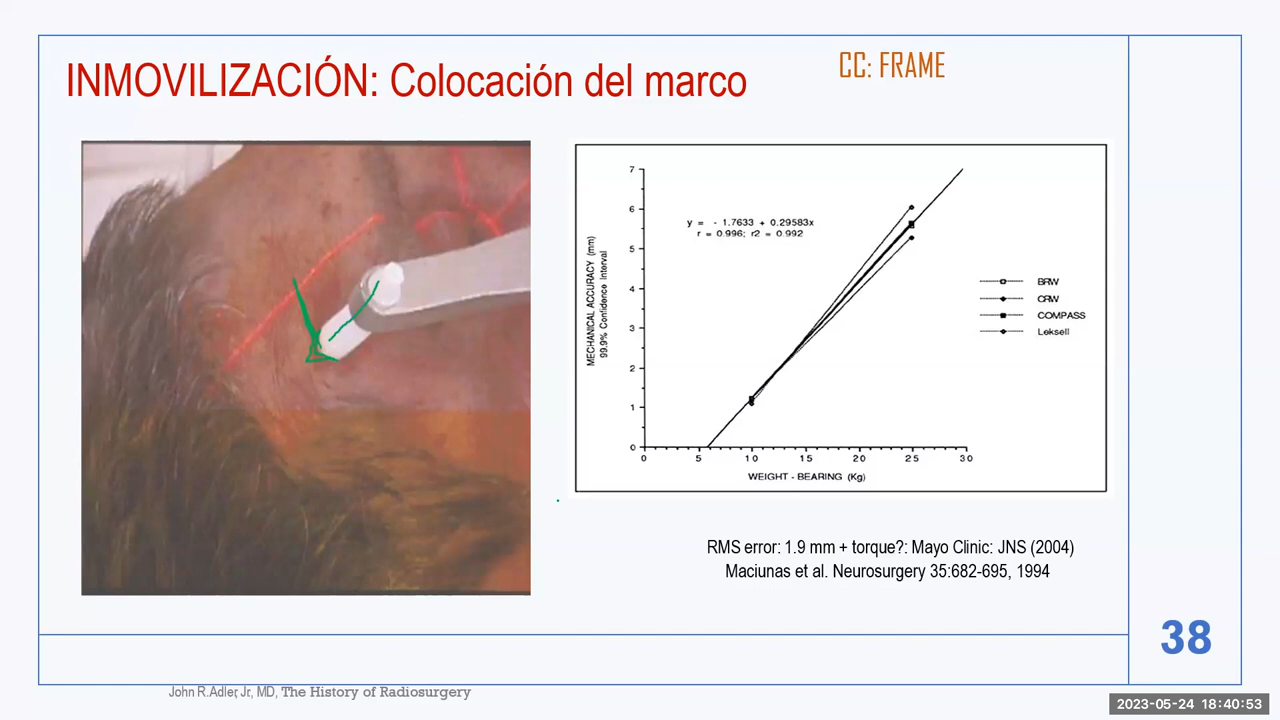 INMOVILIZACIÓN: Colocación del marco
CC: FRAME
7
6
5
4
3
2
1
0
MECHANICAL ACCURACY (mm)
99.9% Confidence Interval
y = - 1.7633 + 0.29583x
r = 0.996; r2 = 0.992
0 5 10 15 20 25 30
WEIGHT - BEARING (Kg)
BRW
CRW
COMPASS
Leksell
RMS error: 1.9 mm + torque?: Mayo Clinic: JNS (2004)
Maciunas et al. Neurosurgery 35:682-695, 1994
38
John R.Adler, Jr, MD, The History of Radiosurgery
2023-05-24 18:40:53